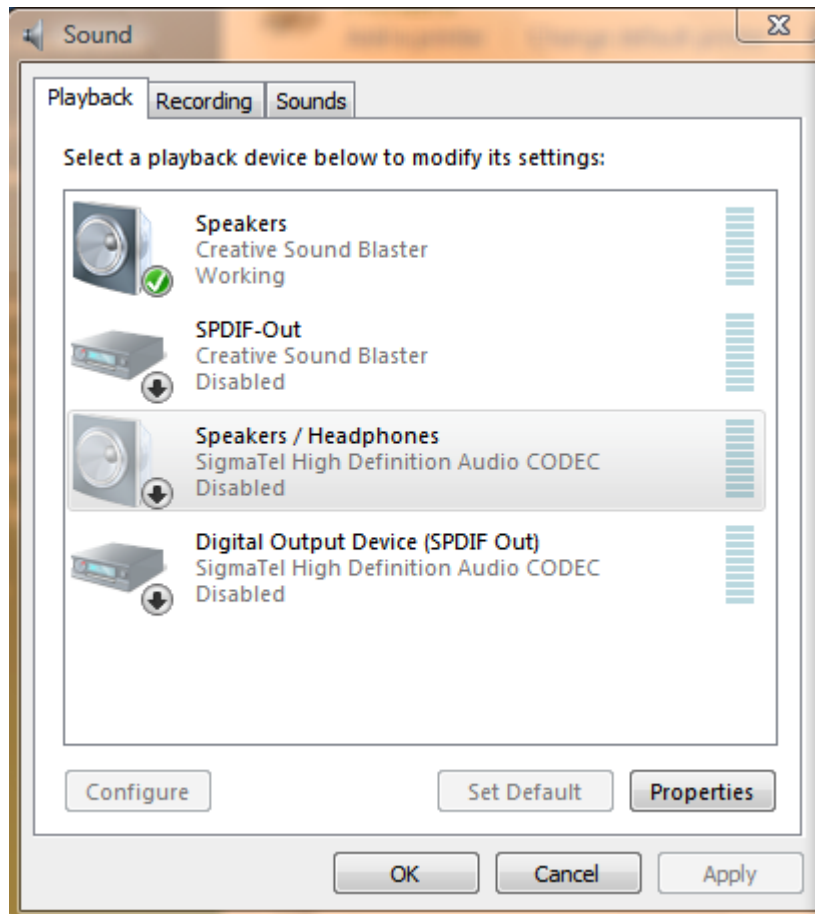 Sound
Playback
Recording
Sounds
Select a playback device below to modify its settings:
Speakers
Creative Sound Blaster
Working
SPDIF-Out
Creative Sound Blaster
Disabled
Speakers / Headphones
SigmaTel High Definition Audio CODEC
Disabled
Digital Output Device (SPDIF Out)
SigmaTel High Definition Audio CODEC
Disabled
Configure
Set Default
Properties
OK
Cancel
Apply